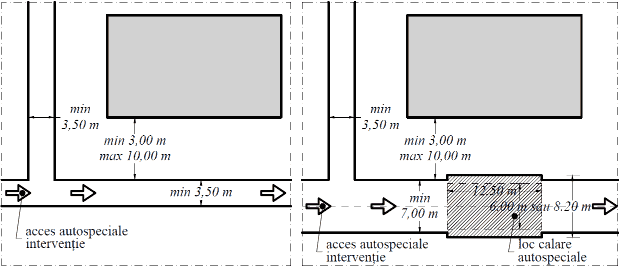 min
3,50 m
min 3,00 m
max 10,00 m
min 3,50 m
acces autospeciale
intervenție
min
3,50 m
min 3,00 m
max 10,00 m
min
7,00 m
12,50 m
6.00 m sau 8.20 m
acces autospeciale
intervenție
loc calare
autospeciale